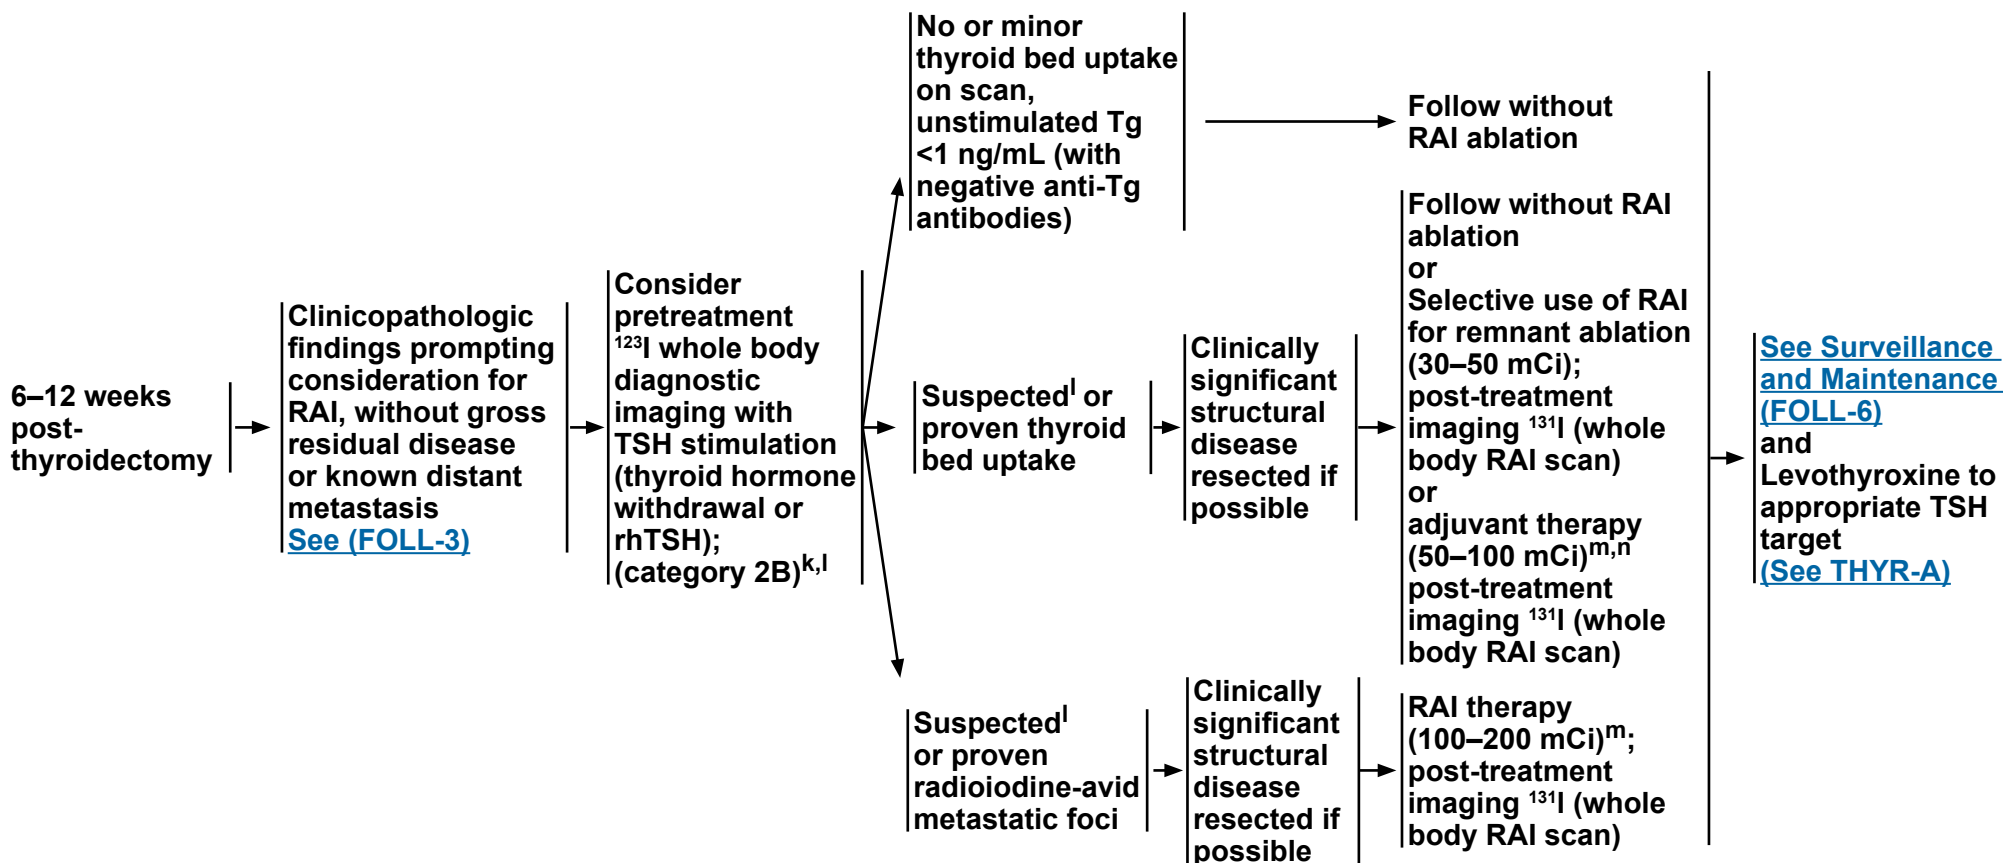 6–12 weeks
post-
thyroidectomy
Clinicopathologic
findings prompting
consideration for
RAI, without gross
residual disease
or known distant
metastasis
See (FOLL-3)
Consider
pretreatment
¹²³I whole body
diagnostic
imaging with
TSH stimulation
(thyroid hormone
withdrawal or
rhTSH);
(category 2B)k,l
No or minor
thyroid bed uptake
on scan,
unstimulated Tg
<1 ng/mL (with
negative anti-Tg
antibodies)
Follow without
RAI ablation
Suspectedl or
proven thyroid
bed uptake
Clinically
significant
structural
disease
resected if
possible
Follow without RAI
ablation
or
Selective use of RAI
for remnant ablation
(30–50 mCi);
post-treatment
imaging ¹³¹I (whole
body RAI scan)
or
adjuvant therapy
(50–100 mCi)m,n
post-treatment
imaging ¹³¹I (whole
body RAI scan)
Suspectedl
or proven
radioiodine-avid
metastatic foci
Clinically
significant
structural
disease
resected if
possible
RAI therapy
(100–200 mCi)m;
post-treatment
imaging ¹³¹I (whole
body RAI scan)
See Surveillance
and Maintenance
(FOLL-6)
and
Levothyroxine to
appropriate TSH
target
(See THYR-A)